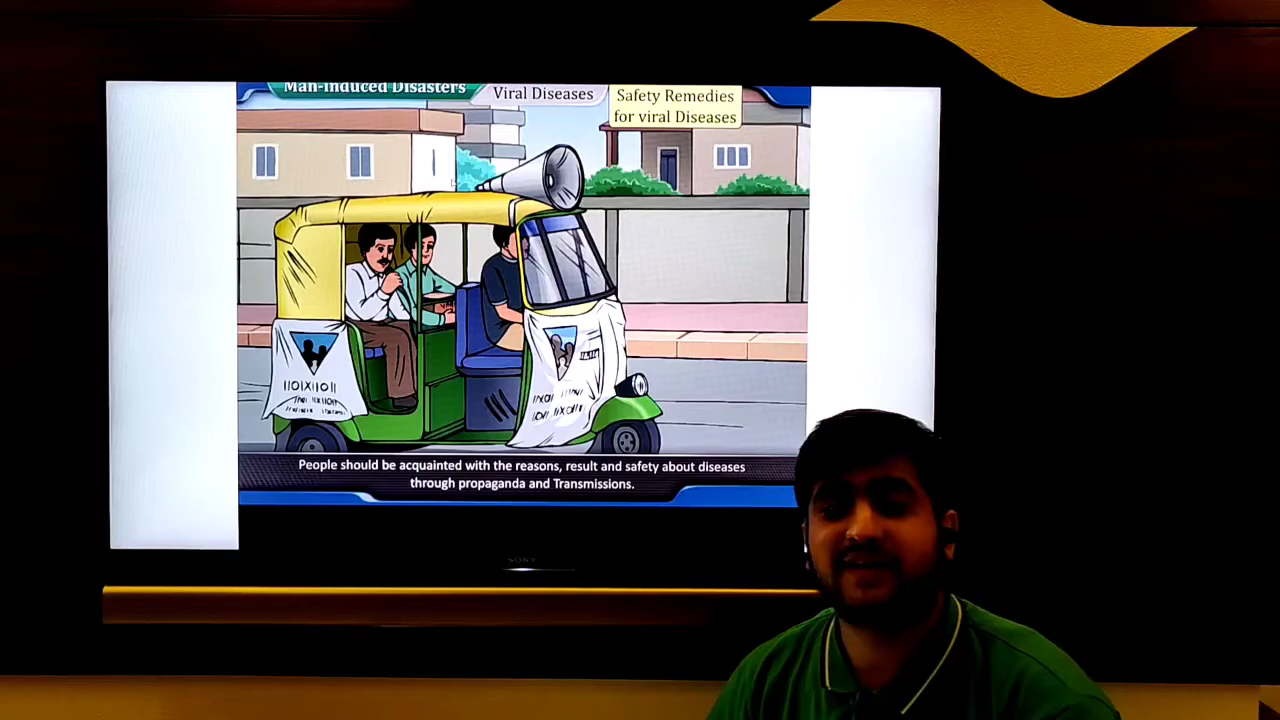 Man-induced Disasters
Viral Diseases
Safety Remedies
for viral Diseases
People should be acquainted with the reasons, result and safety about diseases
through propaganda and Transmissions.
SONY